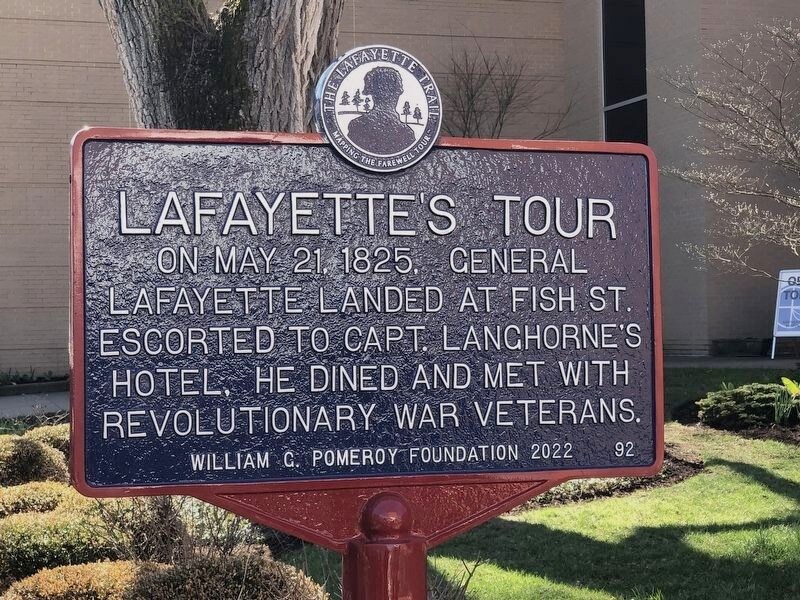 THE LAFAYETTE TRAIL
MAPPING THE FAREWELL TOUR
LAFAYETTE'S TOUR
ON MAY 21, 1825, GENERAL
LAFAYETTE LANDED AT FISH ST.
ESCORTED TO CAPT. LANGHORNE'S
HOTEL, HE DINED AND MET WITH
REVOLUTIONARY WAR VETERANS.
WILLIAM G. POMEROY FOUNDATION 2022 92